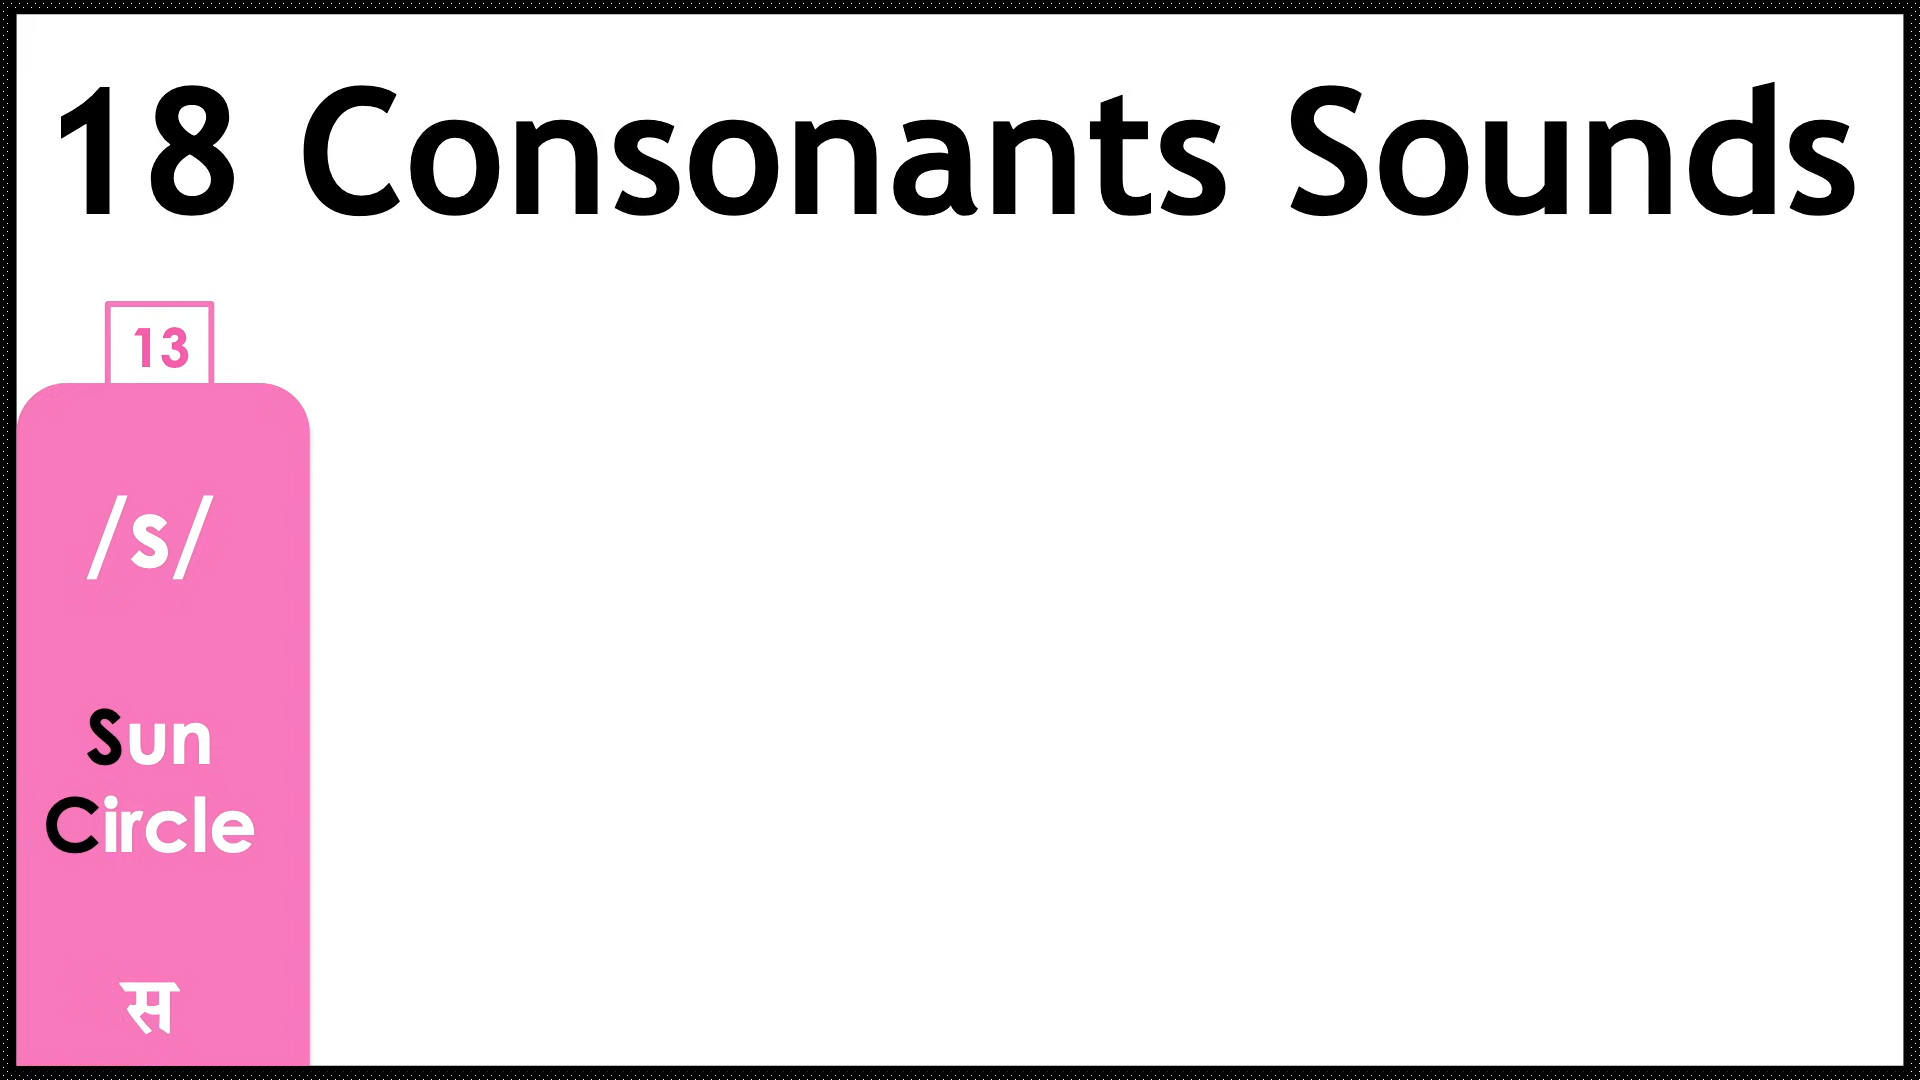 18 Consonants Sounds
13
/s/
Sun
Circle
स